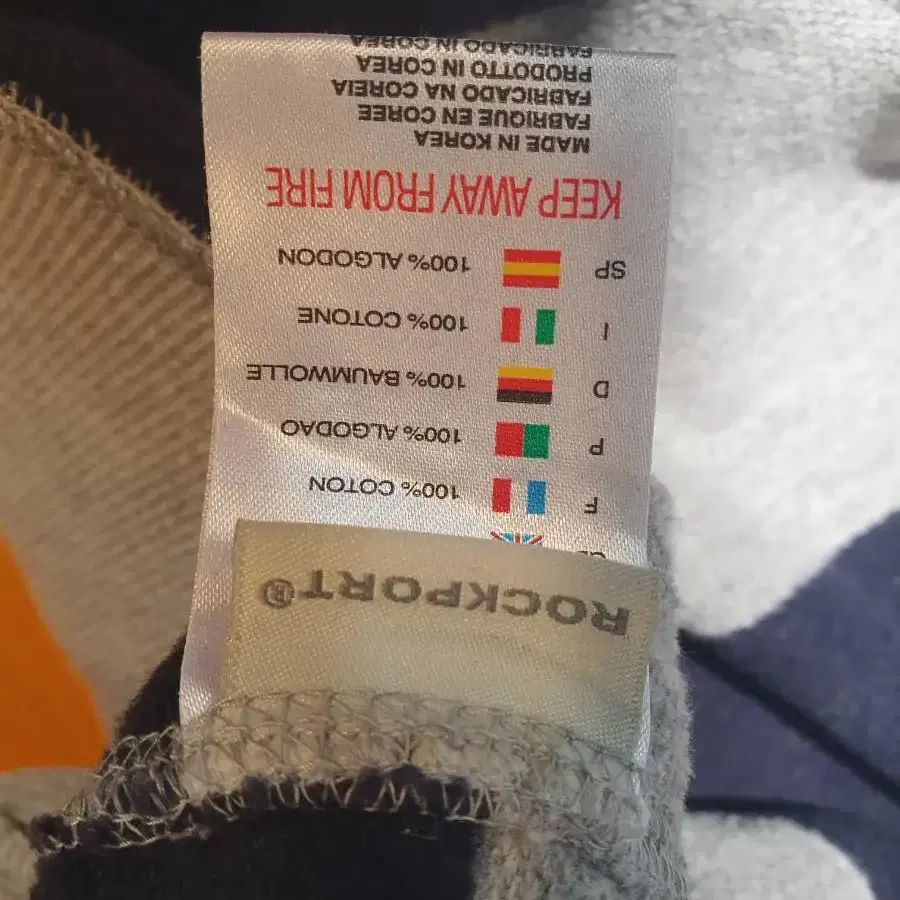 ROCKPORT®
F 100% COTON
P 100% ALGODAO
D 100% BAUMWOLLE
I 100% COTONE
SP 100% ALGODON
KEEP AWAY FROM FIRE
MADE IN KOREA
FABRIQUE EN COREE
FABRICADO NA COREIA
PRODOTTO IN COREA
FABRICADO IN COREA